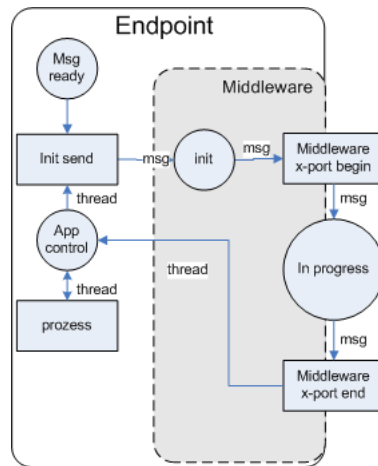 Endpoint
Msg
ready
Middleware
Init send
msg
init
msg
Middleware
x-port begin
thread
msg
App
control
In progress
thread
thread
prozess
msg
Middleware
x-port end